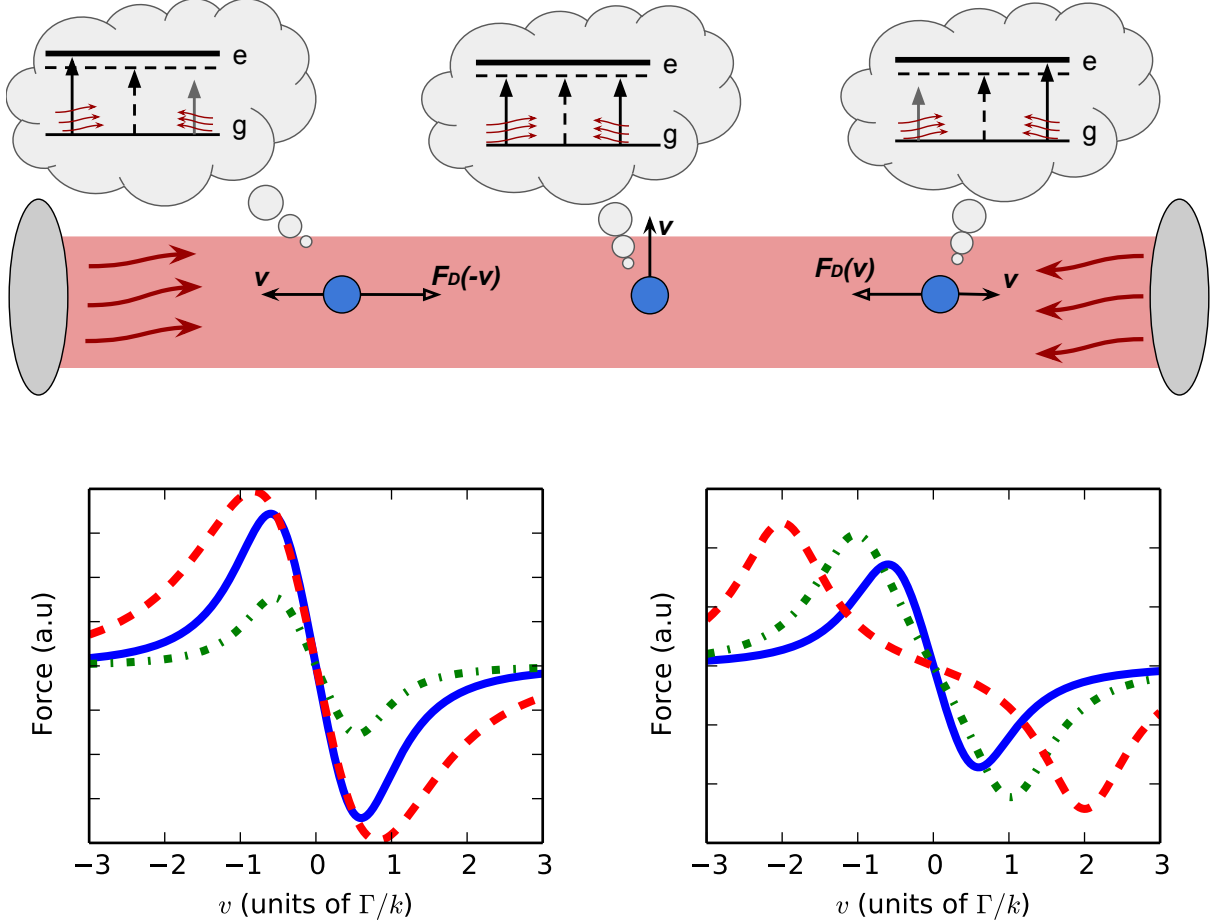 e
g
e
g
e
g
v
F_D(-v)
v
F_D(v)
v
Force (a.u)
−3 −2 −1 0 1 2 3
v (units of Γ/k)
Force (a.u)
−3 −2 −1 0 1 2 3
v (units of Γ/k)